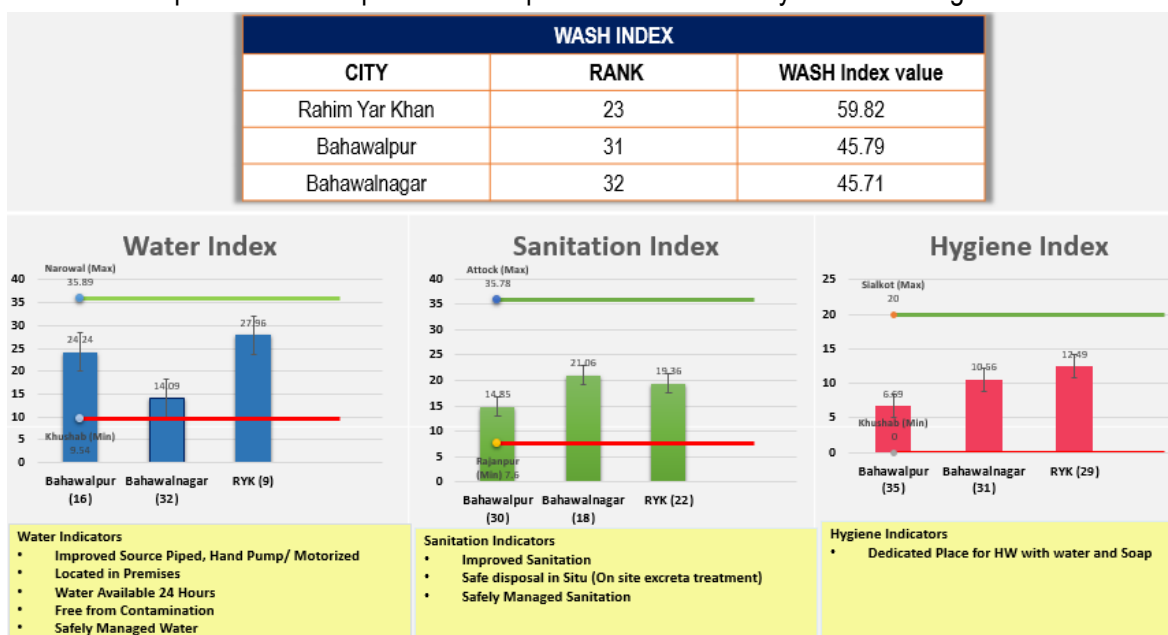 WASH INDEX
CITY RANK WASH Index value
Rahim Yar Khan 23 59.82
Bahawalpur 31 45.79
Bahawalnagar 32 45.71
Water Index
Narowal (Max)
35.89
40
35
30
25
20
15
10
5
0
24.24
14.09
27.96
Khushab (Min)
9.54
Bahawalpur Bahawalnagar RYK (9)
(16) (32)
Water Indicators
• Improved Source Piped, Hand Pump/ Motorized
• Located in Premises
• Water Available 24 Hours
• Free from Contamination
• Safely Managed Water
Sanitation Index
Attock (Max)
35.78
40
35
30
25
20
15
10
5
0
14.85
21.06
19.36
Rajanpur
(Min) 7.6
Bahawalpur Bahawalnagar RYK (22)
(30) (18)
Sanitation Indicators
• Improved Sanitation
• Safe disposal in Situ (On site excreta treatment)
• Safely Managed Sanitation
Hygiene Index
Sialkot (Max)
20
25
20
15
10
5
0
6.69
10.56
12.49
Khushab (Min)
0
Bahawalpur Bahawalnagar RYK (29)
(35) (31)
Hygiene Indicators
• Dedicated Place for HW with water and Soap